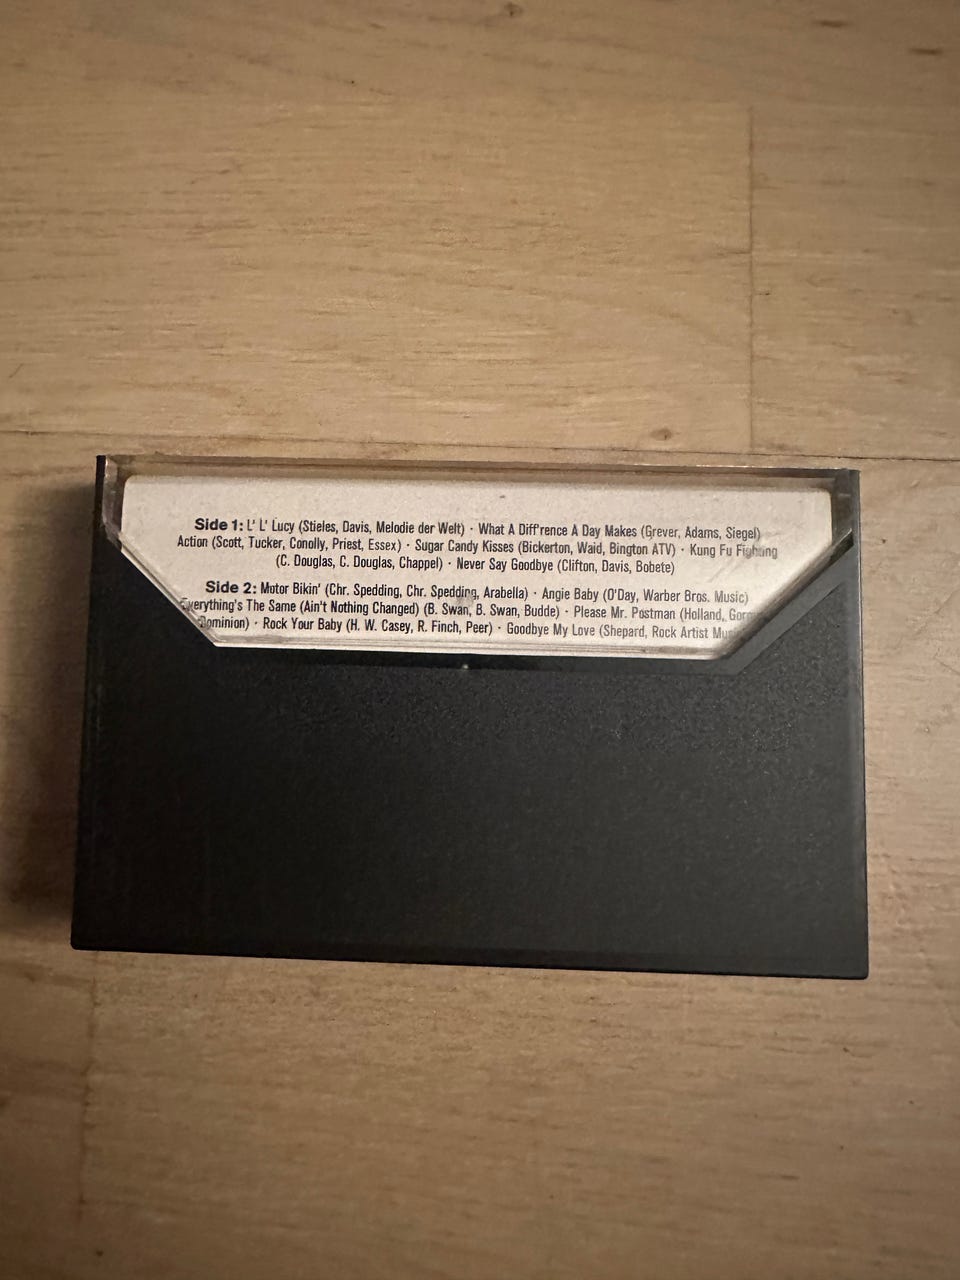 Side 1: L' L' Lucy (Stieles, Davis, Melodie der Welt) · What A Diff'rence A Day Makes (Grever, Adams, Siegel)
Action (Scott, Tucker, Conolly, Priest, Essex) · Sugar Candy Kisses (Bickerton, Waid, Bington ATV) · Kung Fu Fighting
(C. Douglas, C. Douglas, Chappel) · Never Say Goodbye (Clifton, Davis, Bobete)
Side 2: Motor Bikin' (Chr. Spedding, Chr. Spedding, Arabella) · Angie Baby (O'Day, Warber Bros. Music)
Everything's The Same (Ain't Nothing Changed) (B. Swan, B. Swan, Budde) · Please Mr. Postman (Holland,
Dominion) · Rock Your Baby (H. W. Casey, R. Finch, Peer) · Goodbye My Love (Shepard, Rock Artist